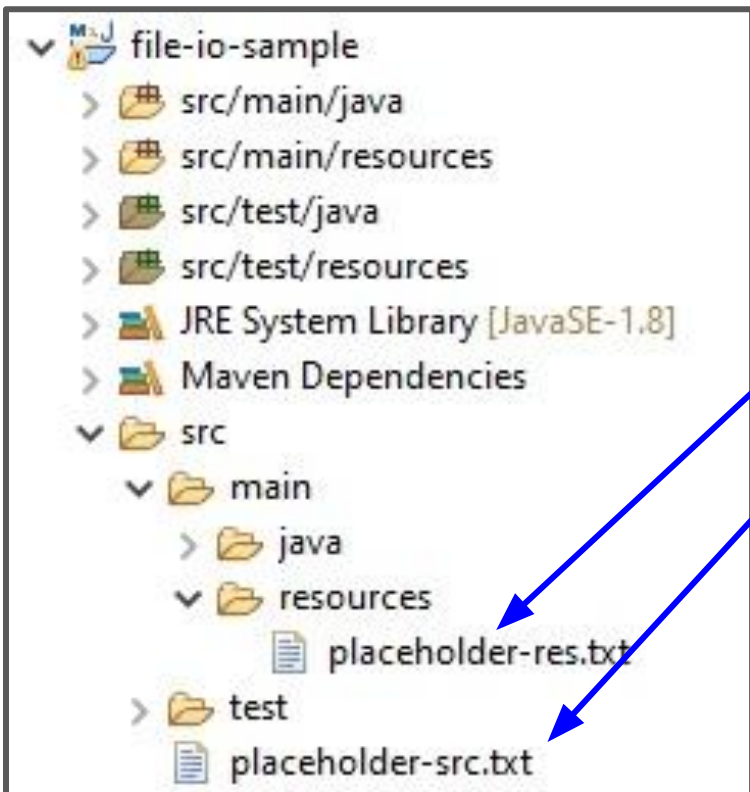 file-io-sample
src/main/java
src/main/resources
src/test/java
src/test/resources
JRE System Library [JavaSE-1.8]
Maven Dependencies
src
main
java
resources
placeholder-res.txt
test
placeholder-src.txt